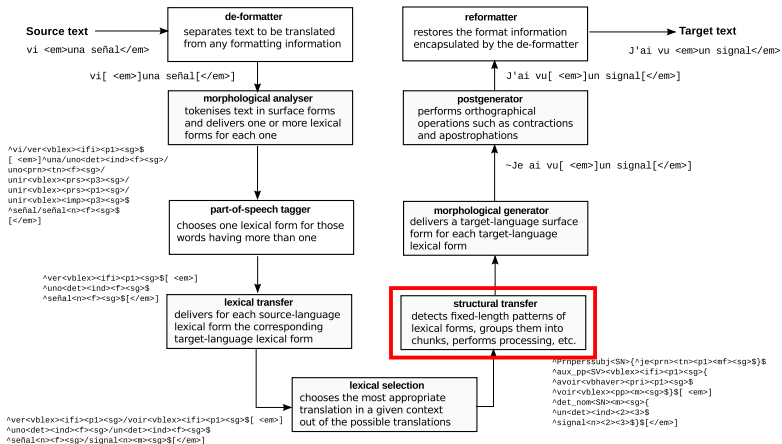 Source text
vi <em>una señal</em>
de-formatter
separates text to be translated
from any formatting information
vi[ <em>]una señal[</em>]
morphological analyser
tokenises text in surface forms
and delivers one or more lexical
forms for each one
^vi/ver<vblex><ifi><p1><sg>$
[ <em>]^una/uno<det><ind><f><sg>/
uno<prn><tn><f><sg>/
unir<vblex><prs><p3><sg>/
unir<vblex><prs><p1><sg>/
unir<vblex><imp><p3><sg>$
^señal/señal<n><f><sg>$
[</em>]
part-of-speech tagger
chooses one lexical form for those
words having more than one
^ver<vblex><ifi><p1><sg>$[ <em>]
^uno<det><ind><f><sg>$
^señal<n><f><sg>$[</em>]
lexical transfer
delivers for each source-language
lexical form the corresponding
target-language lexical form
^ver<vblex><ifi><p1><sg>/voir<vblex><ifi><p1><sg>$[ <em>]
^uno<det><ind><f><sg>/un<det><ind><f><sg>$
^señal<n><f><sg>/signal<n><m><sg>$[</em>]
lexical selection
chooses the most appropriate
translation in a given context
out of the possible translations
structural transfer
detects fixed-length patterns of
lexical forms, groups them into
chunks, performs processing, etc.
^Prnperssubj<SN>{^je<prn><tn><p1><mf><sg>$}$
^aux_pp<SV><vblex><ifi><p1><sg>{
^avoir<vbhaver><pri><p1><sg>$
^voir<vblex><pp><m><sg>$}$[ <em>]
^det_nom<SN><m><sg>{
^un<det><ind><2><3>$
^signal<n><2><3>$}$[</em>]
morphological generator
delivers a target-language surface
form for each target-language
lexical form
~Je ai vu[ <em>]un signal[</em>]
postgenerator
performs orthographical
operations such as contractions
and apostrophations
J'ai vu[ <em>]un signal[</em>]
reformatter
restores the format information
encapsulated by the de-formatter
Target text
J'ai vu <em>un signal</em>